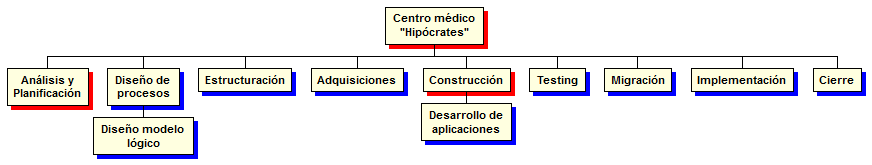 Centro médico
"Hipócrates"
Análisis y
Planificación
Diseño de
procesos
Estructuración
Adquisiciones
Construcción
Testing
Migración
Implementación
Cierre
Diseño modelo
lógico
Desarrollo de
aplicaciones